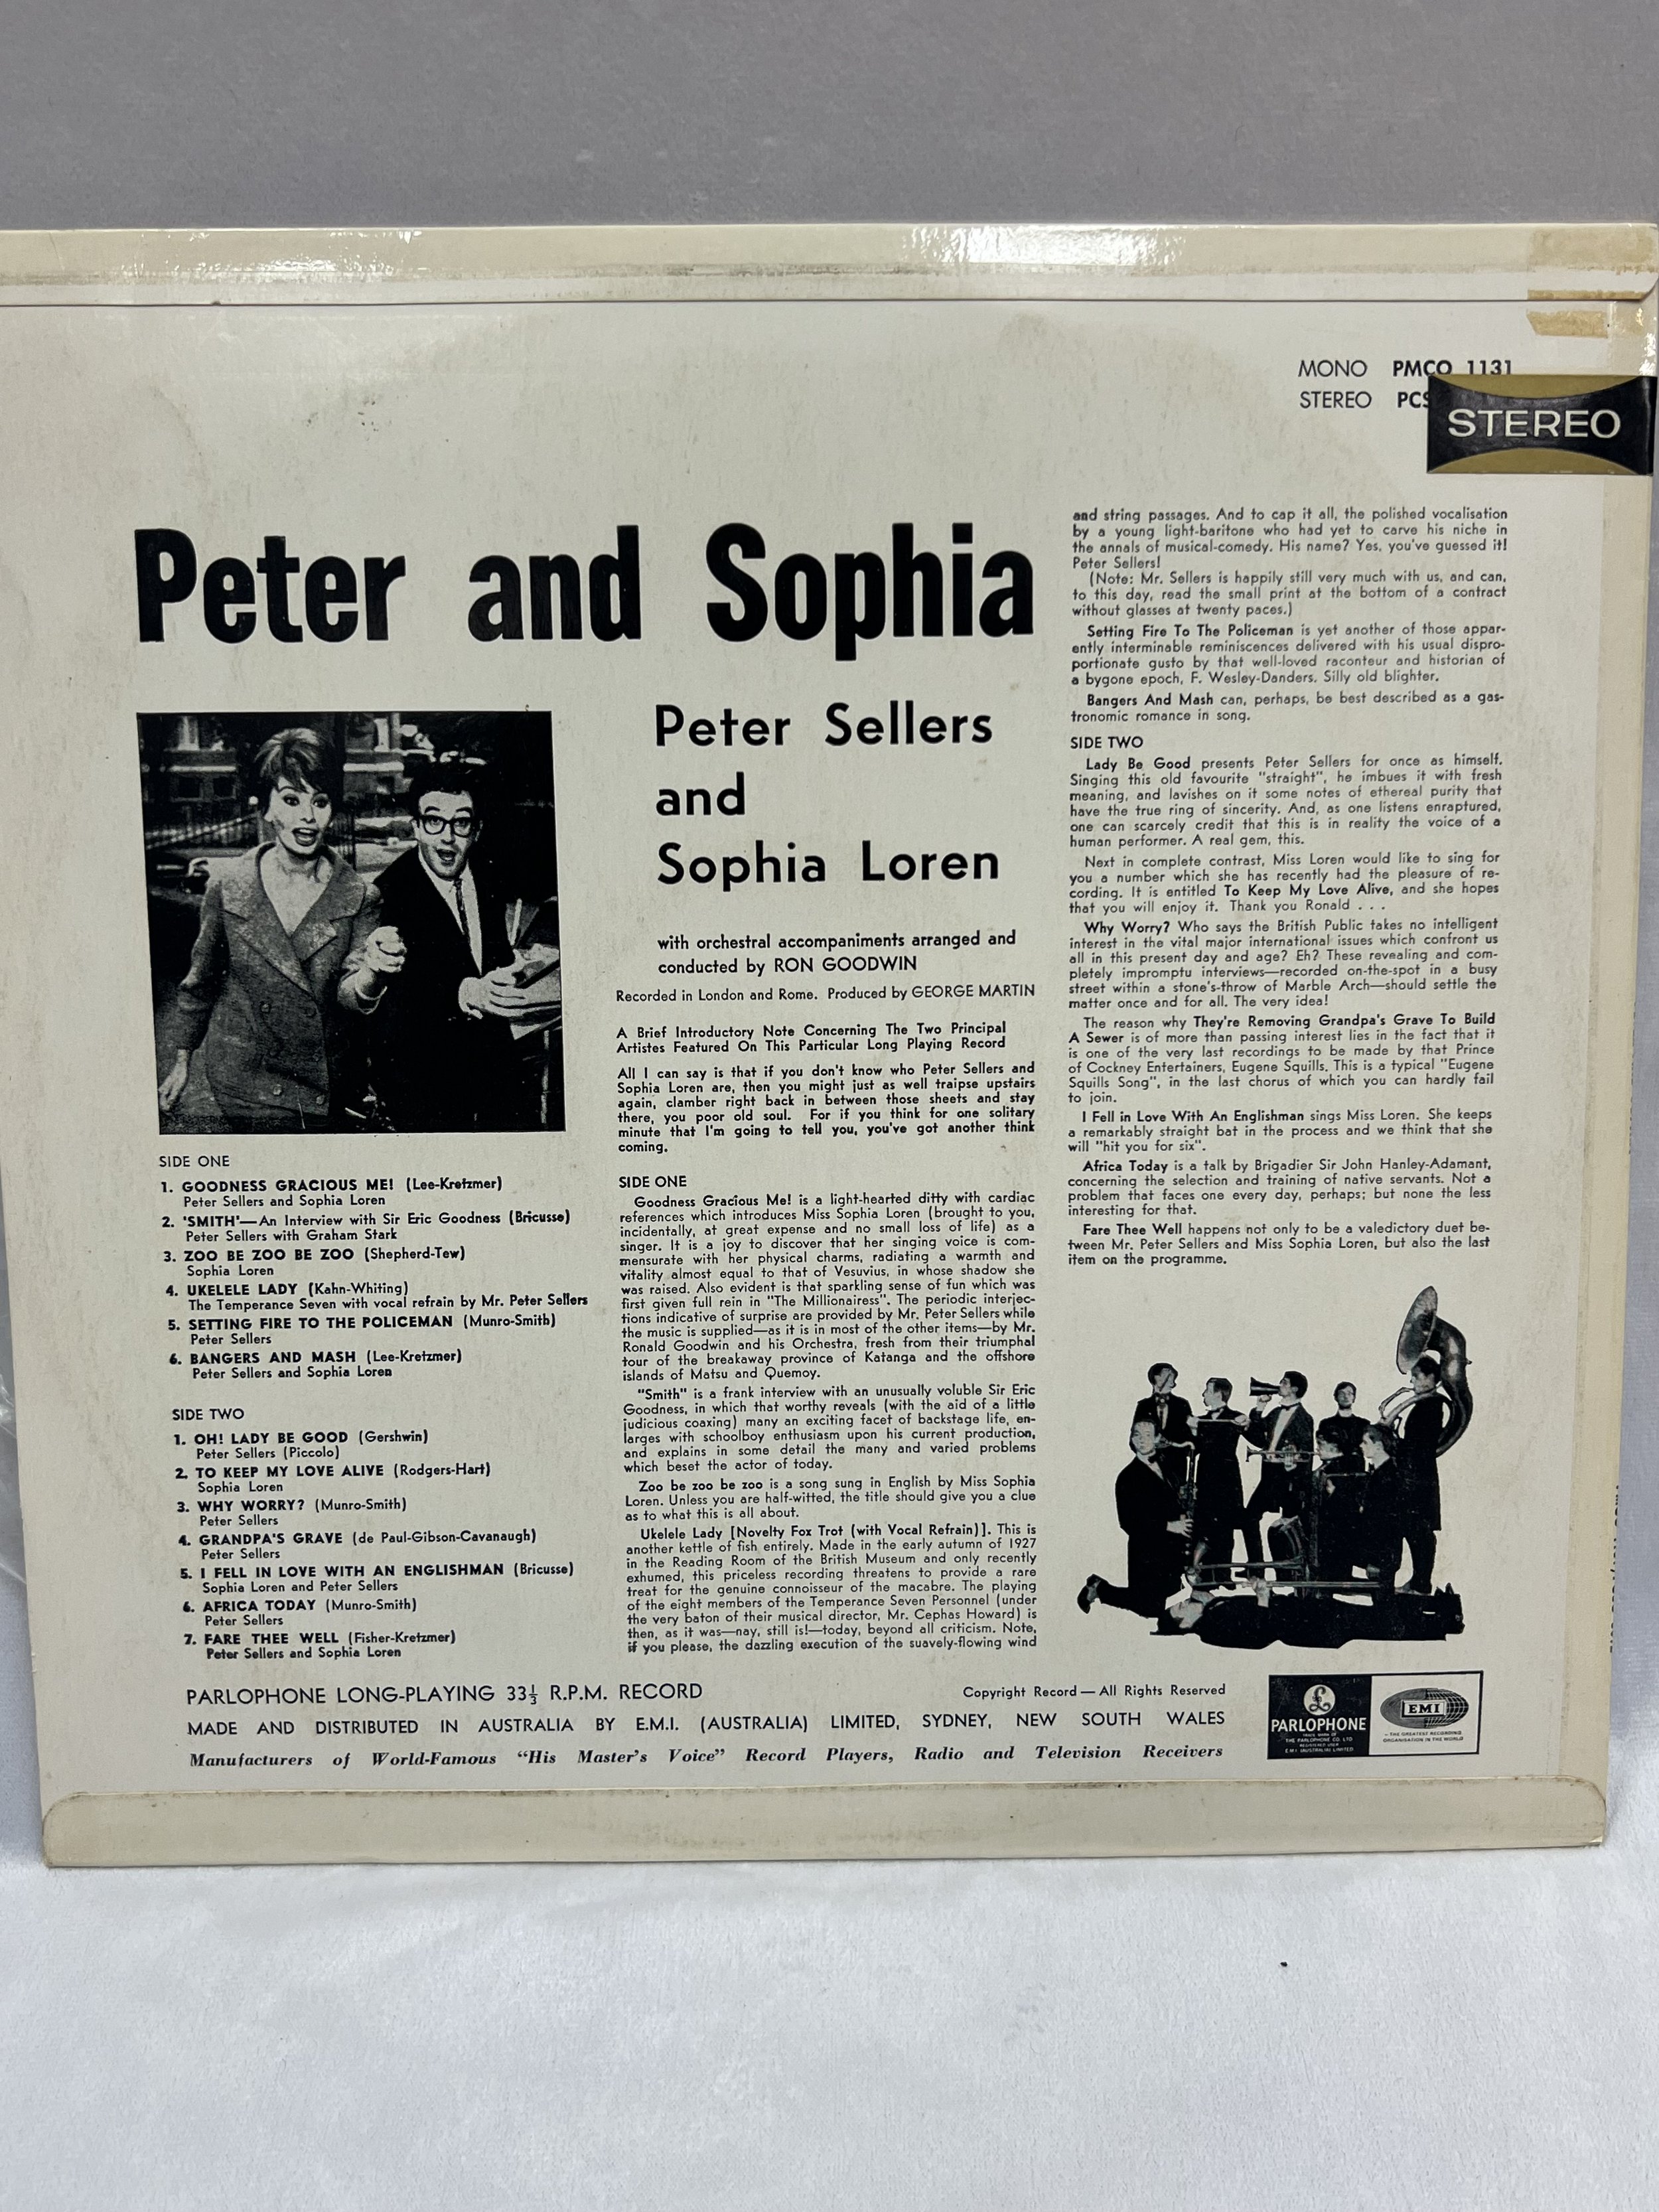 MONO PMCO 1131
STEREO PCS
STEREO
Peter and Sophia
Peter Sellers
and
Sophia Loren
with orchestral accompaniments arranged and
conducted by RON GOODWIN
Recorded in London and Rome. Produced by GEORGE MARTIN
SIDE ONE
1. GOODNESS GRACIOUS ME! (Lee-Kretzmer)
Peter Sellers and Sophia Loren
2. 'SMITH'—An Interview with Sir Eric Goodness (Bricusse)
Peter Sellers with Graham Stark
3. ZOO BE ZOO BE ZOO (Shepherd-Tew)
Sophia Loren
4. UKELELE LADY (Kahn-Whiting)
The Temperance Seven with vocal refrain by Mr. Peter Sellers
5. SETTING FIRE TO THE POLICEMAN (Munro-Smith)
Peter Sellers
6. BANGERS AND MASH (Lee-Kretzmer)
Peter Sellers and Sophia Loren
SIDE TWO
1. OH! LADY BE GOOD (Gershwin)
Peter Sellers (Piccolo)
2. TO KEEP MY LOVE ALIVE (Rodgers-Hart)
Sophia Loren
3. WHY WORRY? (Munro-Smith)
Peter Sellers
4. GRANDPA'S GRAVE (de Paul-Gibson-Cavanaugh)
Peter Sellers
5. I FELL IN LOVE WITH AN ENGLISHMAN (Bricusse)
Sophia Loren and Peter Sellers
6. AFRICA TODAY (Munro-Smith)
Peter Sellers
7. FARE THEE WELL (Fisher-Kretzmer)
Peter Sellers and Sophia Loren
A Brief Introductory Note Concerning The Two Principal
Artistes Featured On This Particular Long Playing Record
All I can say is that if you don't know who Peter Sellers and
Sophia Loren are, then you might just as well traipse upstairs
again, clamber right back in between those sheets and stay
there, you poor old soul. For if you think for one solitary
minute that I'm going to tell you, you've got another think
coming.
SIDE ONE
Goodness Gracious Me! is a light-hearted ditty with cardiac
references which introduces Miss Sophia Loren (brought to you,
incidentally, at great expense and no small loss of life) as a
singer. It is a joy to discover that her singing voice is com-
mensurate with her physical charms, radiating a warmth and
vitality almost equal to that of Vesuvius, in whose shadow she
was raised. Also evident is that sparkling sense of fun which was
first given full rein in "The Millionairess". The periodic interjec-
tions indicative of surprise are provided by Mr. Peter Sellers while
the music is supplied—as it is in most of the other items—by Mr.
Ronald Goodwin and his Orchestra, fresh from their triumphal
tour of the breakaway province of Katanga and the offshore
islands of Matsu and Quemoy.
"Smith" is a frank interview with an unusually voluble Sir Eric
Goodness, in which that worthy reveals (with the aid of a little
judicious coaxing) many an exciting facet of backstage life, en-
larges with schoolboy enthusiasm upon his current production,
and explains in some detail the many and varied problems
which beset the actor of today.
Zoo be zoo be zoo is a song sung in English by Miss Sophia
Loren. Unless you are half-witted, the title should give you a clue
as to what this is all about.
Ukelele Lady [Novelty Fox Trot (with Vocal Refrain)]. This is
another kettle of fish entirely. Made in the early autumn of 1927
in the Reading Room of the British Museum and only recently
exhumed, this priceless recording threatens to provide a rare
treat for the genuine connoisseur of the macabre. The playing
of the eight members of the Temperance Seven Personnel (under
the very baton of their musical director, Mr. Cephas Howard) is
then, as it was—nay, still is!—today, beyond all criticism. Note,
if you please, the dazzling execution of the suavely-flowing wind
and string passages. And to cap it all, the polished vocalisation
by a young light-baritone who had yet to carve his niche in
the annals of musical-comedy. His name? Yes, you've guessed it!
Peter Sellers!
(Note: Mr. Sellers is happily still very much with us, and can,
to this day, read the small print at the bottom of a contract
without glasses at twenty paces.)
Setting Fire To The Policeman is yet another of those appar-
ently interminable reminiscences delivered with his usual dispro-
portionate gusto by that well-loved raconteur and historian of
a bygone epoch, F. Wesley-Danders. Silly old blighter.
Bangers And Mash can, perhaps, be best described as a gas-
tronomic romance in song.
SIDE TWO
Lady Be Good presents Peter Sellers for once as himself.
Singing this old favourite "straight", he imbues it with fresh
meaning, and lavishes on it some notes of ethereal purity that
have the true ring of sincerity. And, as one listens enraptured,
one can scarcely credit that this is in reality the voice of a
human performer. A real gem, this.
Next in complete contrast, Miss Loren would like to sing for
you a number which she has recently had the pleasure of re-
cording. It is entitled To Keep My Love Alive, and she hopes
that you will enjoy it. Thank you Ronald . . .
Why Worry? Who says the British Public takes no intelligent
interest in the vital major international issues which confront us
all in this present day and age? Eh? These revealing and com-
pletely impromptu interviews—recorded on-the-spot in a busy
street within a stone's-throw of Marble Arch—should settle the
matter once and for all. The very idea!
The reason why They're Removing Grandpa's Grave To Build
A Sewer is of more than passing interest lies in the fact that it
is one of the very last recordings to be made by that Prince
of Cockney Entertainers, Eugene Squills. This is a typical "Eugene
Squills Song", in the last chorus of which you can hardly fail
to join.
I Fell in Love With An Englishman sings Miss Loren. She keeps
a remarkably straight bat in the process and we think that she
will "hit you for six".
Africa Today is a talk by Brigadier Sir John Hanley-Adamant,
concerning the selection and training of native servants. Not a
problem that faces one every day, perhaps; but none the less
interesting for that.
Fare Thee Well happens not only to be a valedictory duet be-
tween Mr. Peter Sellers and Miss Sophia Loren, but also the last
item on the programme.
PARLOPHONE LONG-PLAYING 33⅓ R.P.M. RECORD
Copyright Record — All Rights Reserved
MADE AND DISTRIBUTED IN AUSTRALIA BY E.M.I. (AUSTRALIA) LIMITED, SYDNEY, NEW SOUTH WALES
Manufacturers of World-Famous "His Master's Voice" Record Players, Radio and Television Receivers
£
PARLOPHONE
TRADE MARK OF
THE PARLOPHONE CO. LTD
REGISTERED USER
E.M.I. (AUSTRALIA) LIMITED
EMI
THE GREATEST RECORDING
ORGANISATION IN THE WORLD